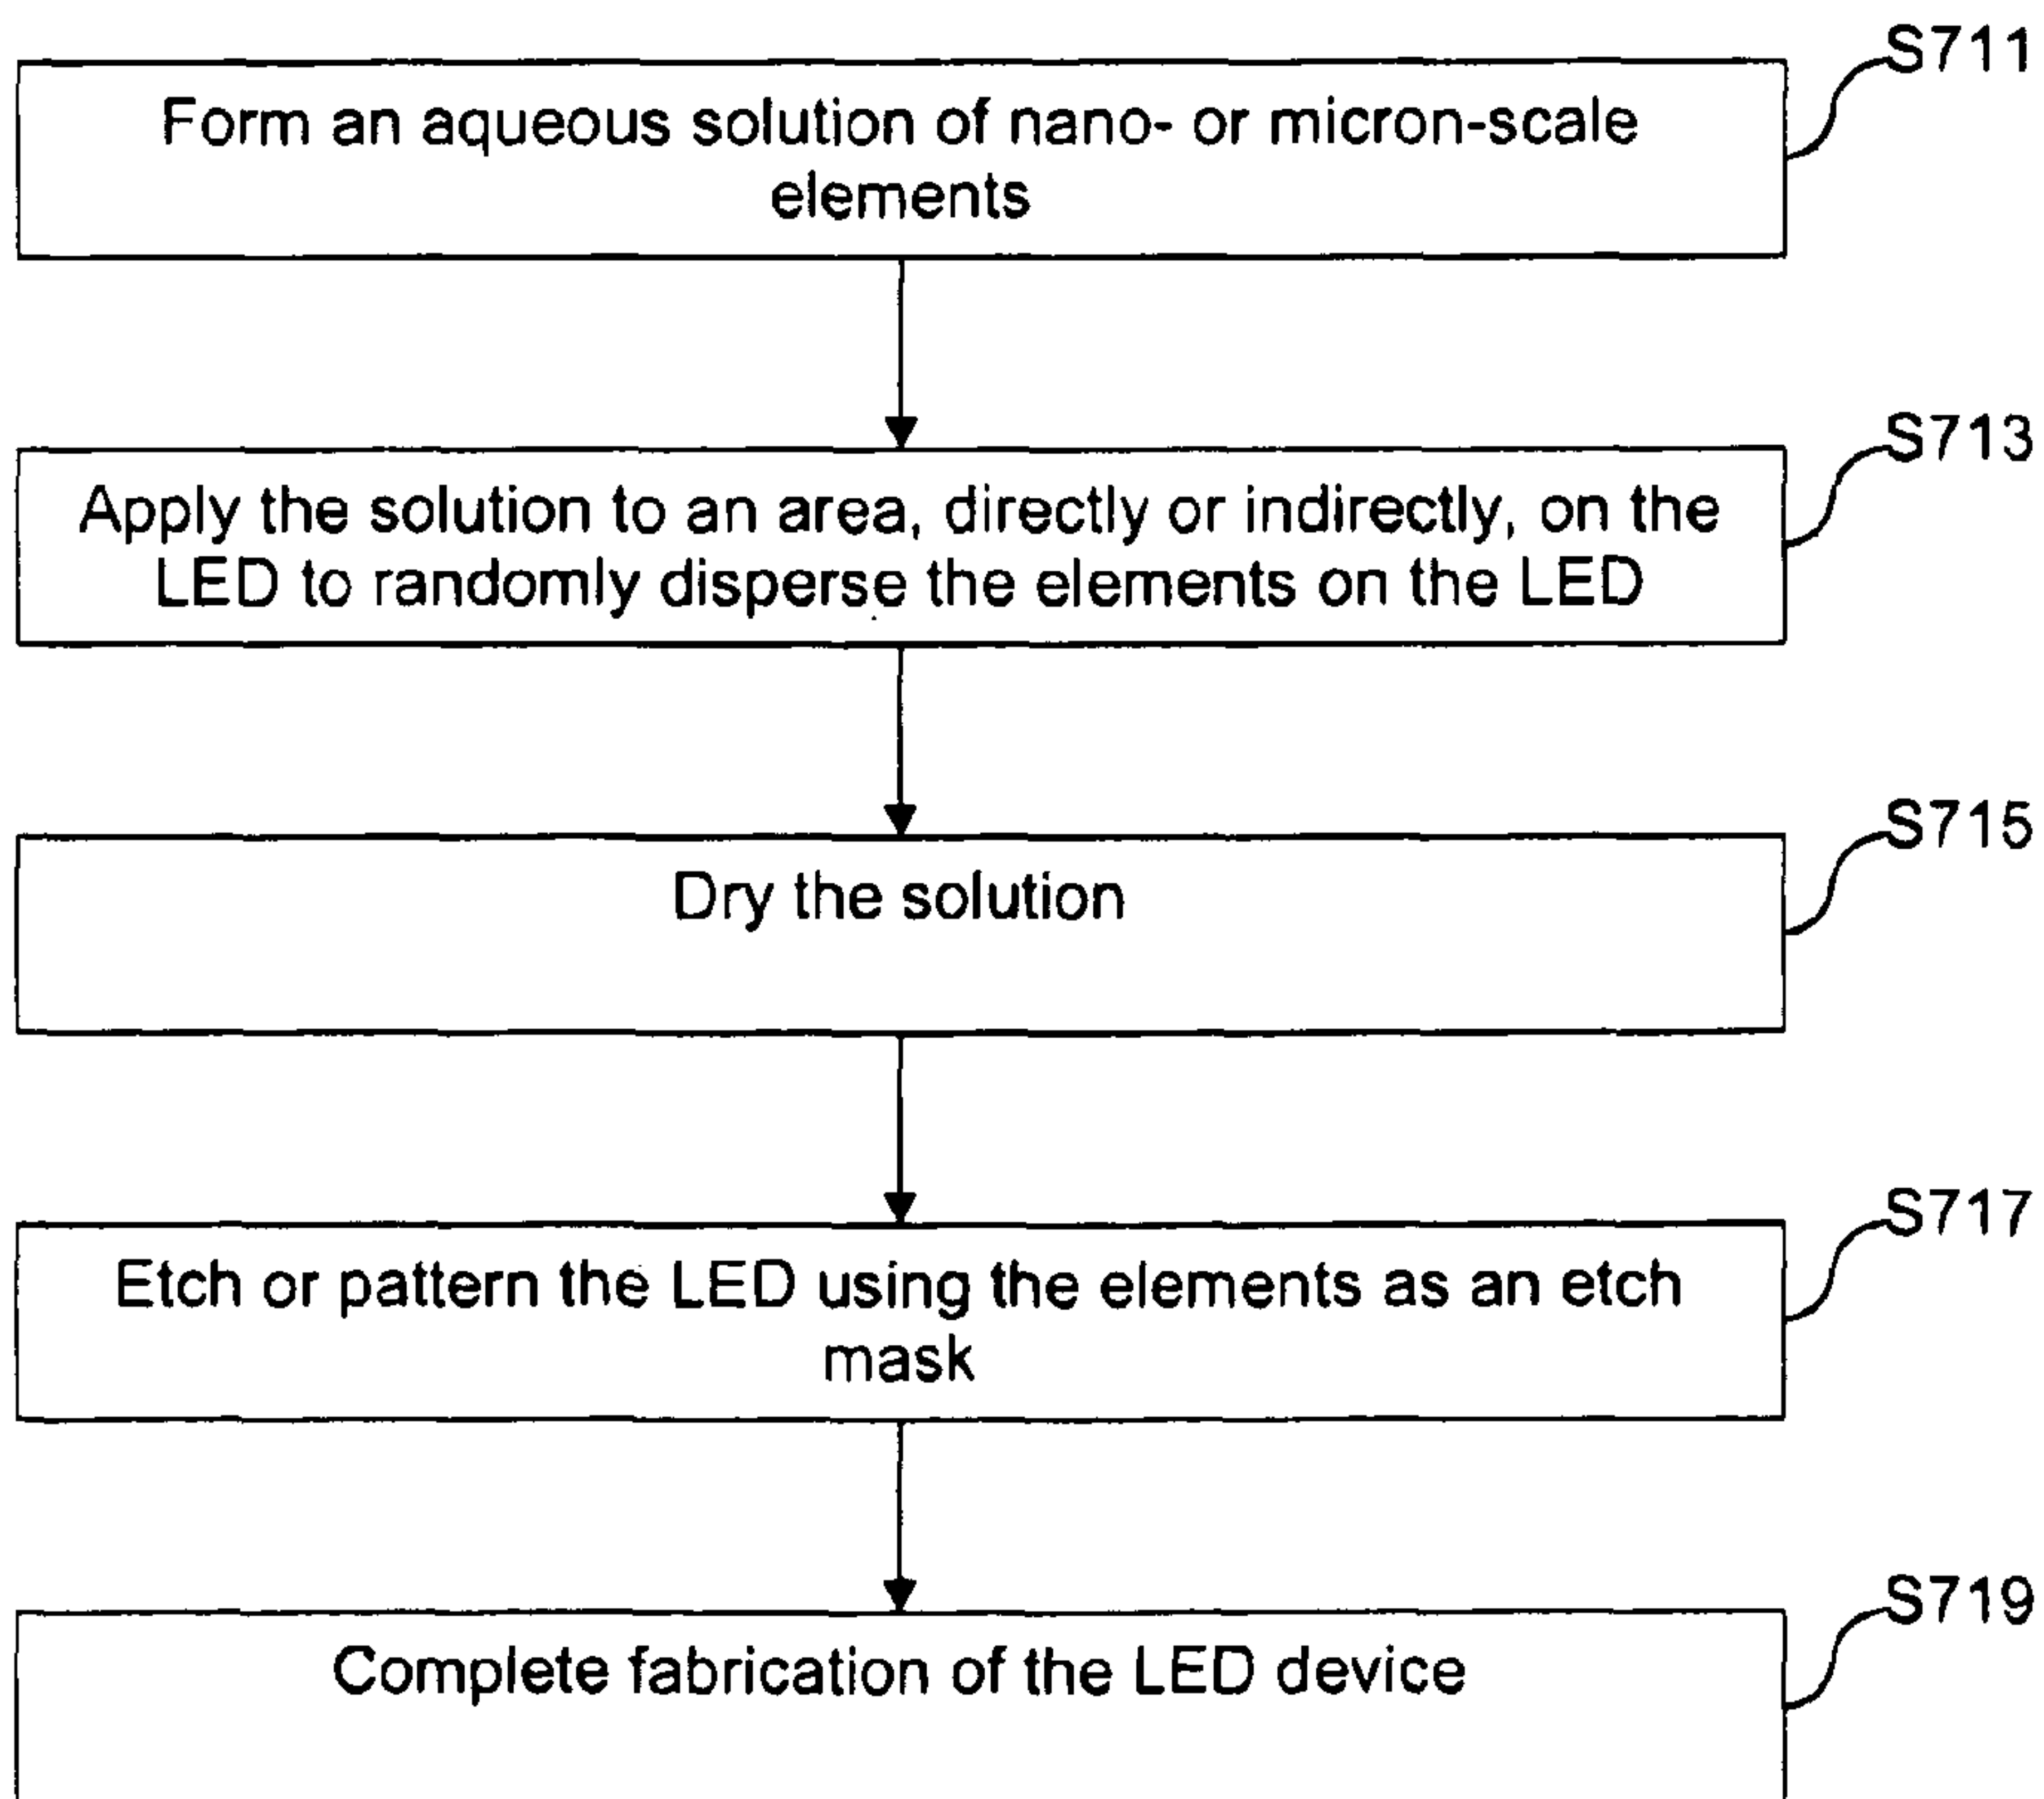 S711
Form an aqueous solution of nano- or micron-scale
elements
S713
Apply the solution to an area, directly or indirectly, on the
LED to randomly disperse the elements on the LED
S715
Dry the solution
S717
Etch or pattern the LED using the elements as an etch
mask
S719
Complete fabrication of the LED device